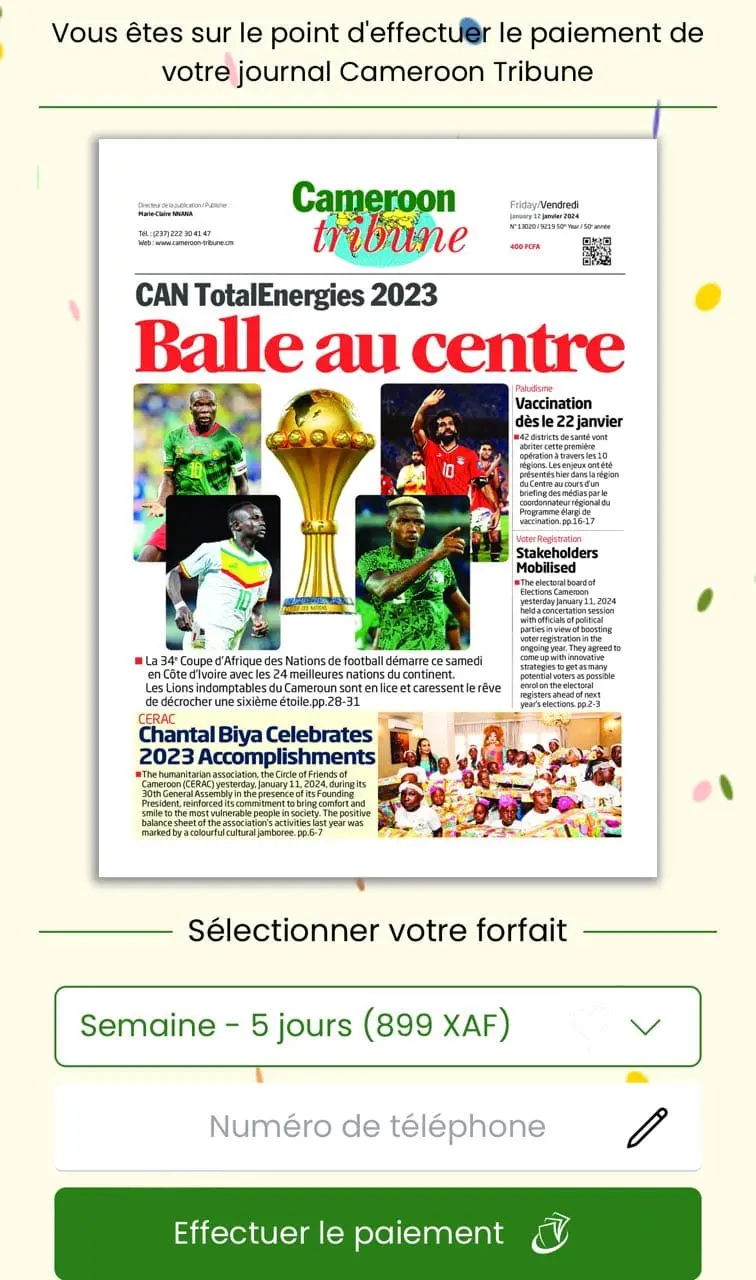 Vous êtes sur le point d'effectuer le paiement de
votre journal Cameroon Tribune
Directeur de la publication / Publisher
Marie-Claire NNANA
Tél. : (237) 222 30 41 47
Web : www.cameroon-tribune.cm
Cameroon
tribune
Friday/Vendredi
January 12 janvier 2024
N° 13020 / 9219 50th Year / 50e année
400 FCFA
CAN TotalEnergies 2023
Balle au centre
Paludisme
Vaccination
dès le 22 janvier
42 districts de santé vont
abriter cette première
opération à travers les 10
régions. Les enjeux ont été
présentés hier dans la région
du Centre au cours d'un
briefing des médias par le
coordonnateur régional du
Programme élargi de
vaccination. pp.16-17
Voter Registration
Stakeholders
Mobilised
The electoral board of
Elections Cameroon
yesterday January 11, 2024
held a concertation session
with officials of political
parties in view of boosting
voter registration in the
ongoing year. They agreed to
come up with innovative
strategies to get as many
potential voters as possible
enrol on the electoral
registers ahead of next
year's elections. pp.2-3
La 34e Coupe d'Afrique des Nations de football démarre ce samedi
en Côte d'Ivoire avec les 24 meilleures nations du continent.
Les Lions indomptables du Cameroun sont en lice et caressent le rêve
de décrocher une sixième étoile.pp.28-31
CERAC
Chantal Biya Celebrates
2023 Accomplishments
The humanitarian association, the Circle of Friends of
Cameroon (CERAC) yesterday, January 11, 2024, during its
30th General Assembly in the presence of its Founding
President, reinforced its commitment to bring comfort and
smile to the most vulnerable people in society. The positive
balance sheet of the association's activities last year was
marked by a colourful cultural jamboree. pp.6-7
Sélectionner votre forfait
Semaine - 5 jours (899 XAF)
Numéro de téléphone
Effectuer le paiement